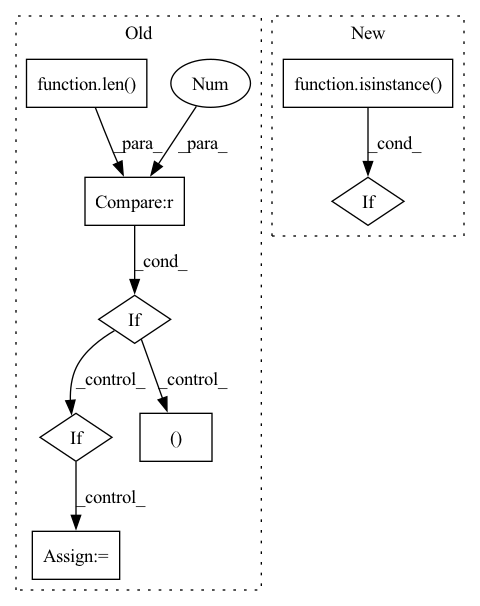 Old
New
function.len()
Num
function.isinstance()
_para_
_para_
_cond_
Compare:r
If
_cond_
If
_control_
_control_
If
()
_control_
Assign:=